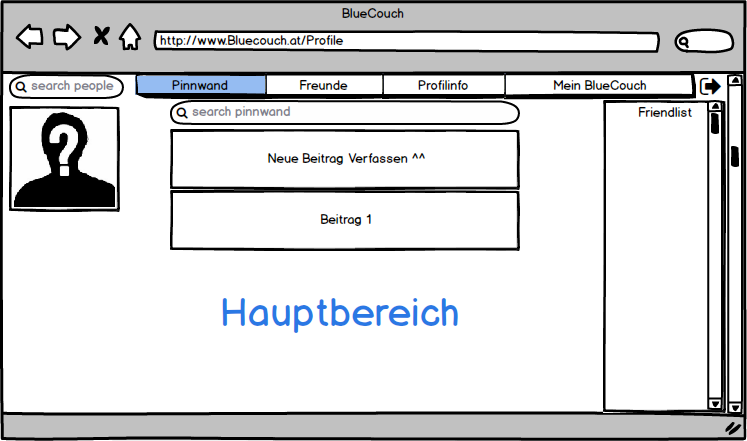 BlueCouch
http://www.Bluecouch.at/Profile
search people
Pinnwand
Freunde
Profilinfo
Mein BlueCouch
search pinnwand
Friendlist
Neue Beitrag Verfassen ^^
Beitrag 1
Hauptbereich